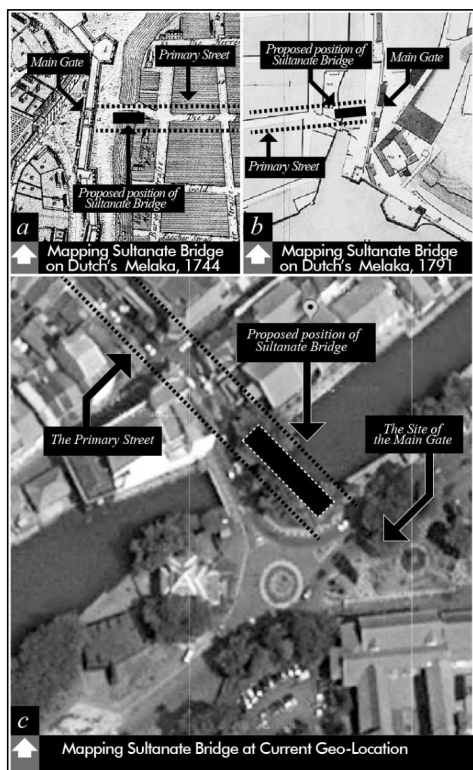 Main Gate
Primary Street
Proposed position of
Sultanate Bridge
a
Mapping Sultanate Bridge
on Dutch's Melaka, 1744
Proposed position of
Sultanate Bridge
Main Gate
Primary Street
b
Mapping Sultanate Bridge
on Dutch's Melaka, 1791
Proposed position of
Sultanate Bridge
The Primary Street
The Site of
the Main Gate
c
Mapping Sultanate Bridge at Current Geo-Location